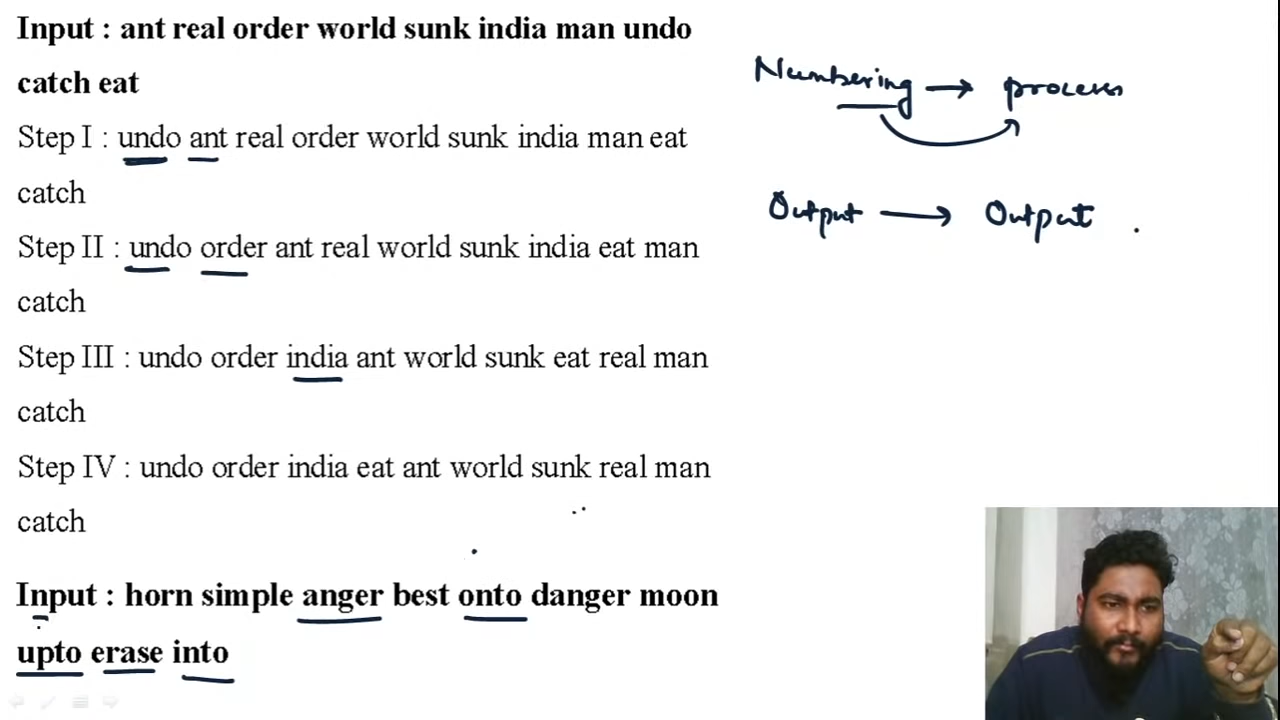 Input : ant real order world sunk india man undo
catch eat
Step I : undo ant real order world sunk india man eat
catch
Step II : undo order ant real world sunk india eat man
catch
Step III : undo order india ant world sunk eat real man
catch
Step IV : undo order india eat ant world sunk real man
catch
Input : horn simple anger best onto danger moon
upto erase into
Numbering → process
Output → Output